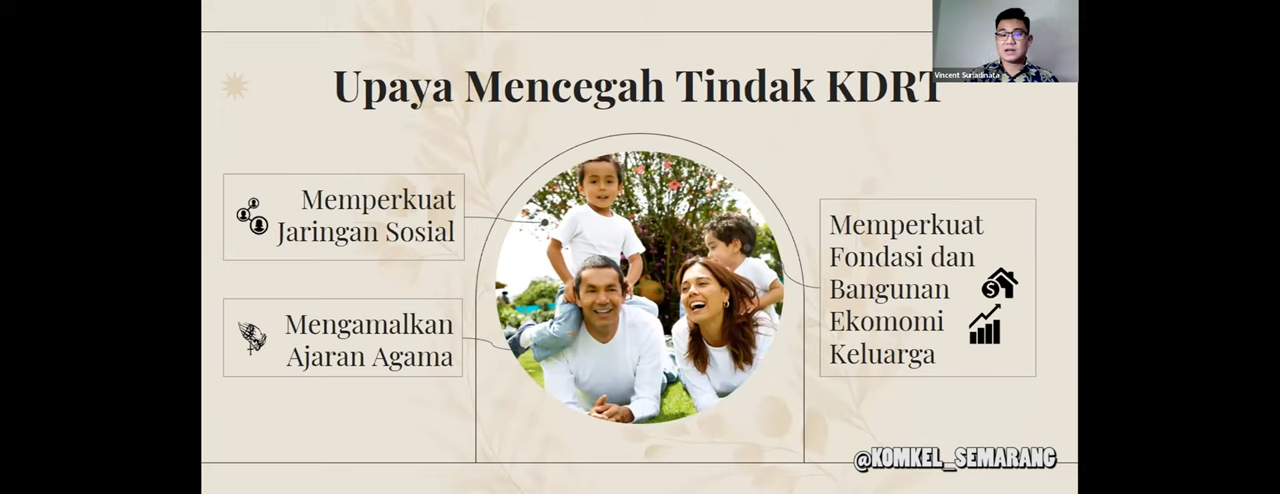 Vincent Suriadinata
Upaya Mencegah Tindak KDRT
Memperkuat
Jaringan Sosial
Mengamalkan
Ajaran Agama
Memperkuat
Fondasi dan
Bangunan
Ekomomi
Keluarga
@KOMKEL_SEMARANG